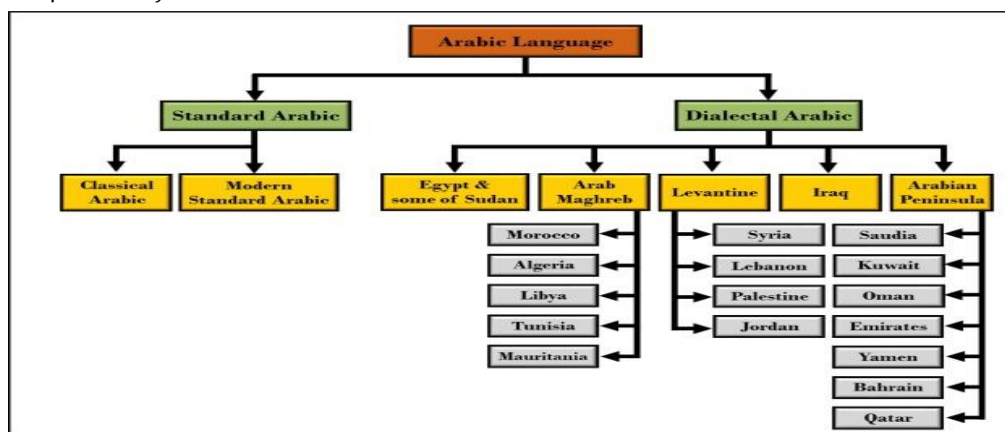 Arabic Language
Standard Arabic
Dialectal Arabic
Classical
Arabic
Modern
Standard Arabic
Egypt &
some of Sudan
Arab
Maghreb
Levantine
Iraq
Arabian
Peninsula
Morocco
Algeria
Libya
Tunisia
Mauritania
Syria
Lebanon
Palestine
Jordan
Saudia
Kuwait
Oman
Emirates
Yamen
Bahrain
Qatar